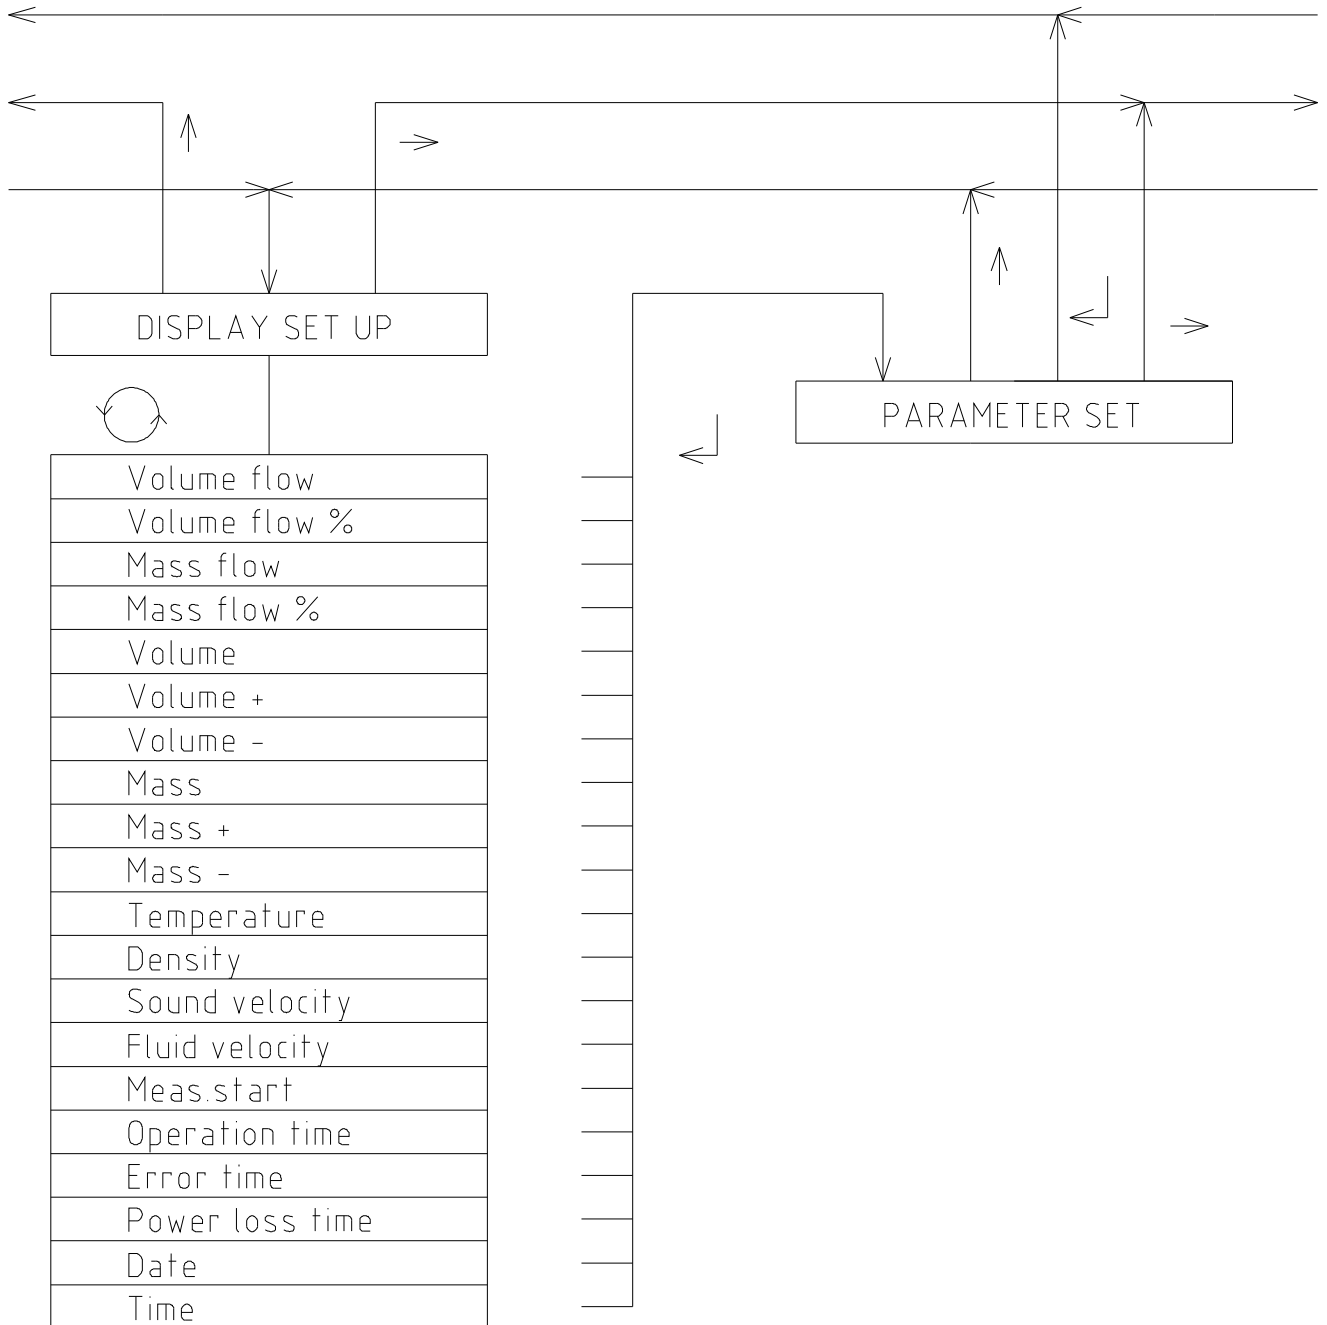 DISPLAY SET UP
PARAMETER SET
Volume flow
Volume flow %
Mass flow
Mass flow %
Volume
Volume +
Volume -
Mass
Mass +
Mass -
Temperature
Density
Sound velocity
Fluid velocity
Meas.start
Operation time
Error time
Power loss time
Date
Time